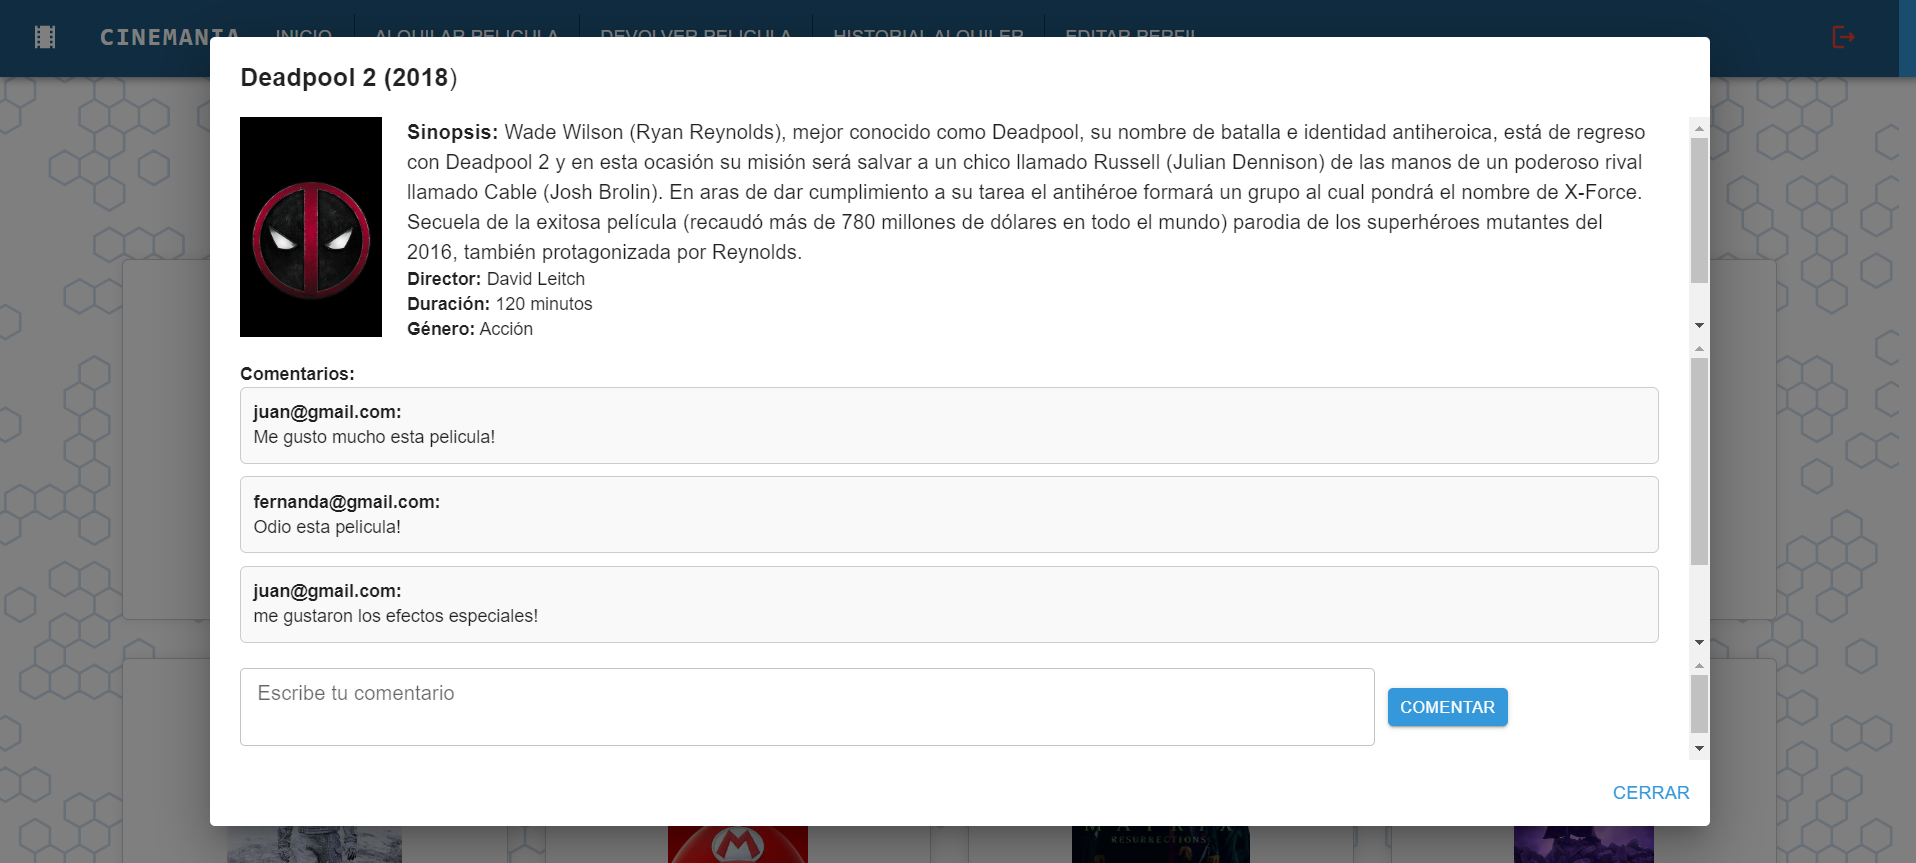 CINEMANIA INICIO ALQUILAR PELICULA DEVOLVER PELICULA HISTORIAL ALQUILER EDITAR PERFIL
Deadpool 2 (2018)
Sinopsis: Wade Wilson (Ryan Reynolds), mejor conocido como Deadpool, su nombre de batalla e identidad antiheroica, está de regreso
con Deadpool 2 y en esta ocasión su misión será salvar a un chico llamado Russell (Julian Dennison) de las manos de un poderoso rival
llamado Cable (Josh Brolin). En aras de dar cumplimiento a su tarea el antihéroe formará un grupo al cual pondrá el nombre de X-Force.
Secuela de la exitosa película (recaudó más de 780 millones de dólares en todo el mundo) parodia de los superhéroes mutantes del
2016, también protagonizada por Reynolds.
Director: David Leitch
Duración: 120 minutos
Género: Acción
Comentarios:
juan@gmail.com:
Me gusto mucho esta pelicula!
fernanda@gmail.com:
Odio esta pelicula!
juan@gmail.com:
me gustaron los efectos especiales!
Escribe tu comentario
COMENTAR
CERRAR
M
MATRIX
RESURRECTIONS